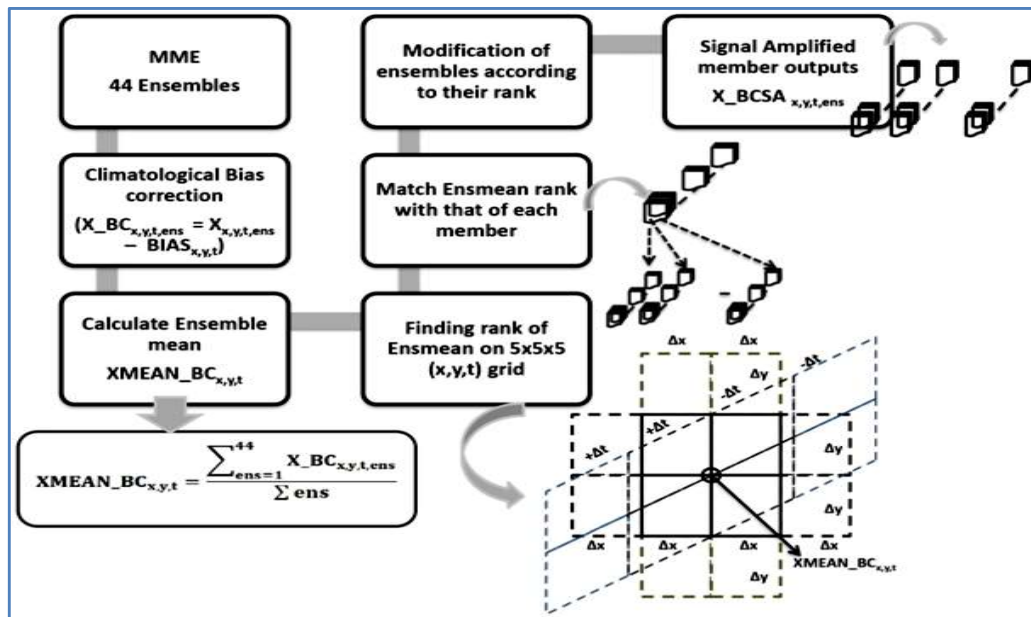 MME
44 Ensembles
Climatological Bias
correction
(X_BCx,y,t,ens = Xx,y,t,ens
– BIASx,y,t)
Calculate Ensemble
mean
XMEAN_BCx,y,t
XMEAN_BCx,y,t = ∑ens=1 44 X_BCx,y,t,ens / ∑ ens
Finding rank of
Ensmean on 5x5x5
(x,y,t) grid
Match Ensmean rank
with that of each
member
Modification of
ensembles according
to their rank
Signal Amplified
member outputs
X_BCSA x,y,t,ens
Δx Δx
Δy
-Δt
-Δt
+Δt
+Δt
Δy
Δy
Δx Δx Δx Δx
Δy
XMEAN_BCx,y,t